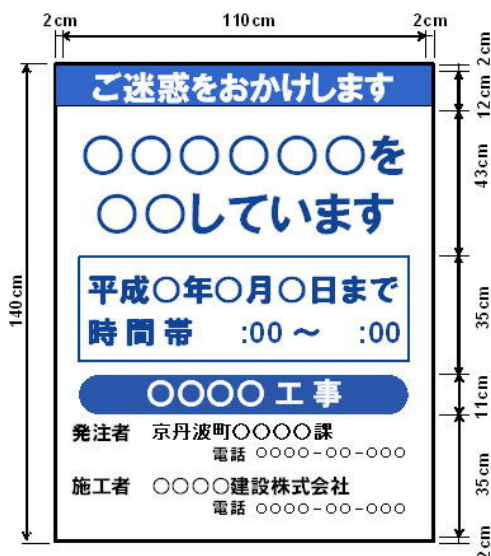 2cm 110cm 2cm
2cm
ご迷惑をおかけします
12cm
○○○○○○を
43cm
○○しています
140cm
平成○年○月○日まで
35cm
時間帯 :00～ :00
○○○○工事
11cm
発注者 京丹波町○○○○課
電話 ○○○○-○○-○○○
35cm
施工者 ○○○○建設株式会社
電話 ○○○○-○○-○○○
2cm